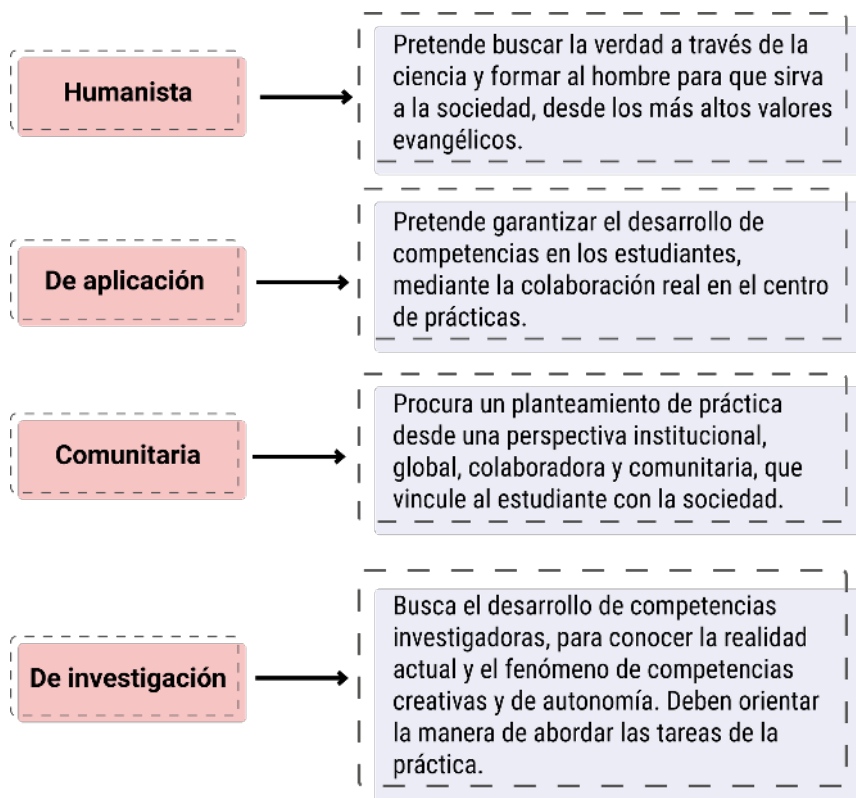 Humanista
Pretende buscar la verdad a través de la
ciencia y formar al hombre para que sirva
a la sociedad, desde los más altos valores
evangélicos.
De aplicación
Pretende garantizar el desarrollo de
competencias en los estudiantes,
mediante la colaboración real en el centro
de prácticas.
Comunitaria
Procura un planteamiento de práctica
desde una perspectiva institucional,
global, colaboradora y comunitaria, que
vincule al estudiante con la sociedad.
De investigación
Busca el desarrollo de competencias
investigadoras, para conocer la realidad
actual y el fenómeno de competencias
creativas y de autonomía. Deben orientar
la manera de abordar las tareas de la
práctica.